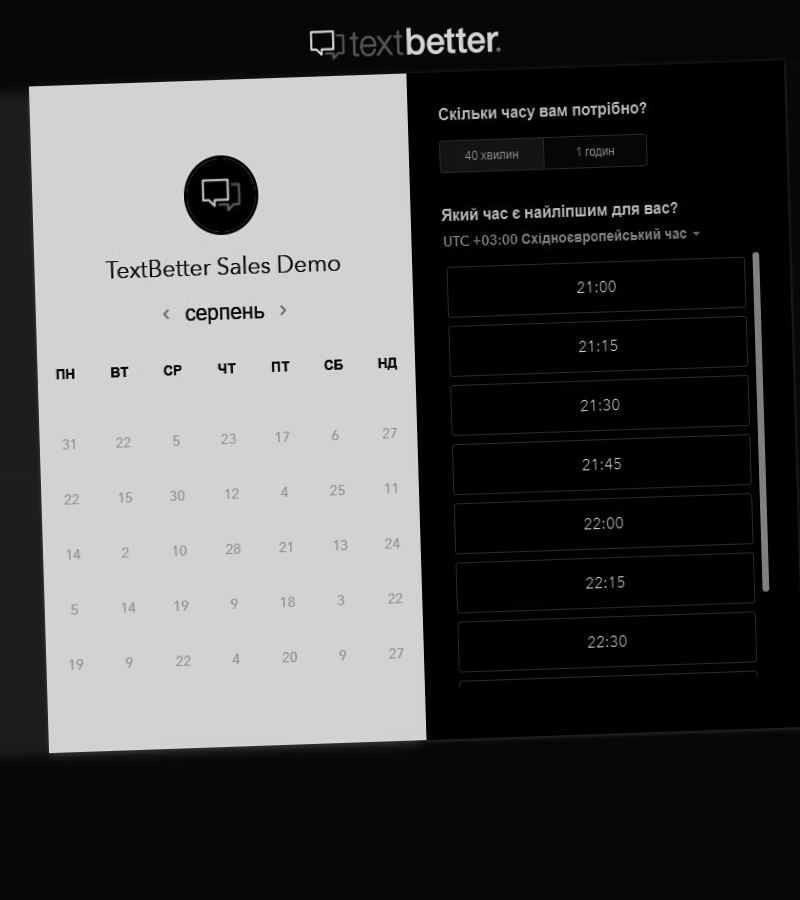 textbetter.
TextBetter Sales Demo
серпень
ПН ВТ СР ЧТ ПТ СБ НД
31 22 5 23 17 6 27
22 15 30 12 4 25 11
14 2 10 28 21 13 24
5 14 19 9 18 3 22
19 9 22 4 20 9 27
Скільки часу вам потрібно?
40 хвилин 1 годин
Який час є найліпшим для вас?
UTC +03:00 Східноєвропейський час
21:00
21:15
21:30
21:45
22:00
22:15
22:30